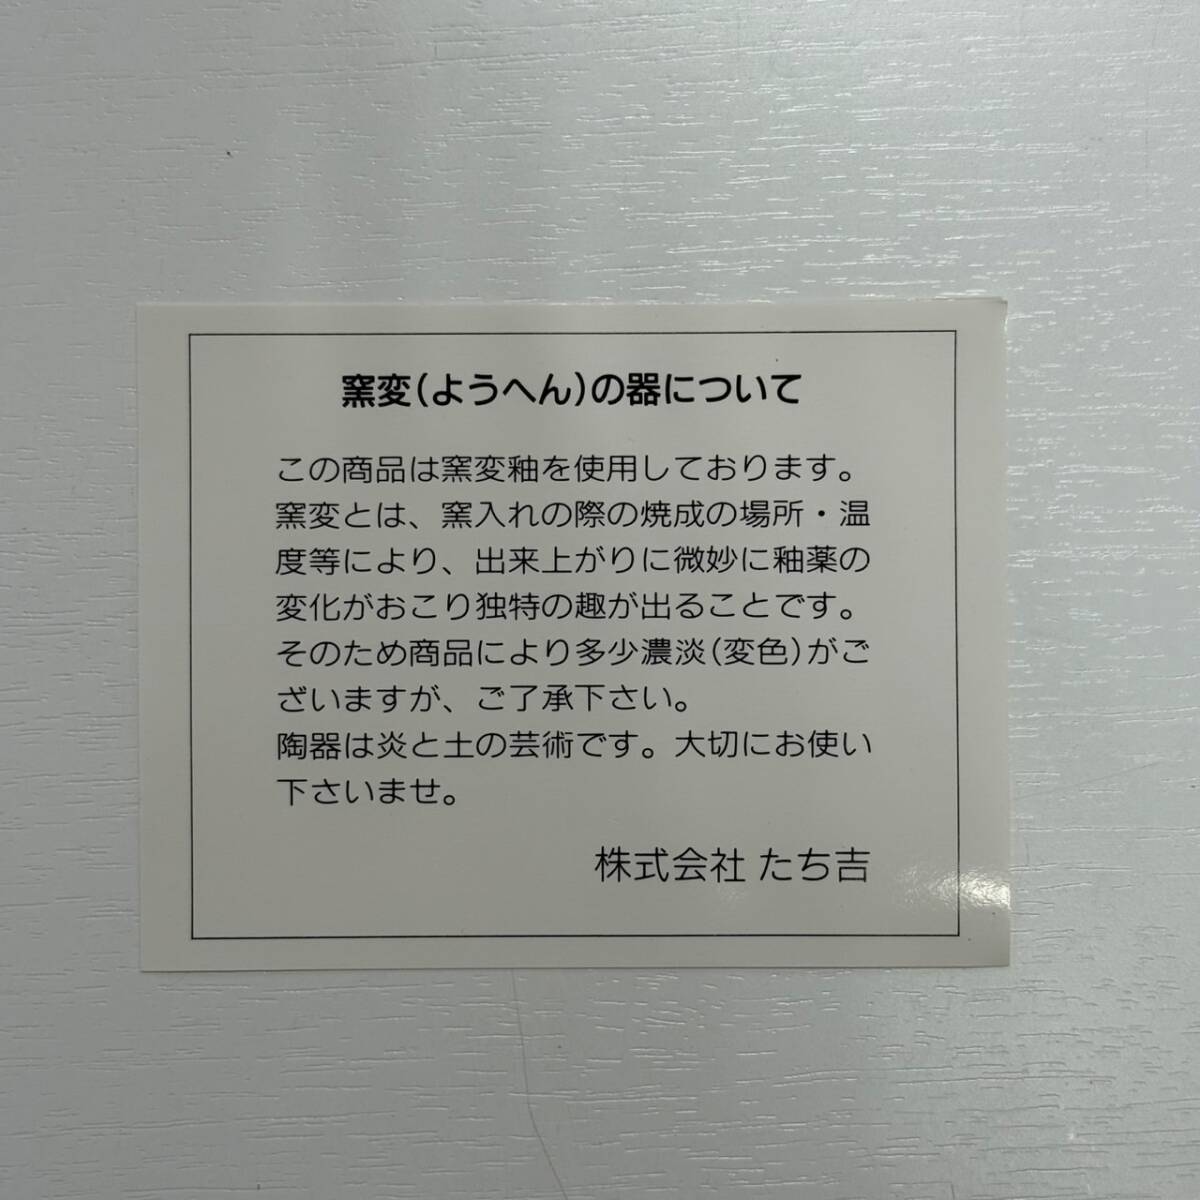 窯変(ようへん)の器について
この商品は窯変釉を使用しております。
窯変とは、窯入れの際の焼成の場所・温
度等により、出来上がりに微妙に釉薬の
変化がおこり独特の趣が出ることです。
そのため商品により多少濃淡(変色)がご
ざいますが、ご了承下さい。
陶器は炎と土の芸術です。大切にお使い
下さいませ。
株式会社 たち吉